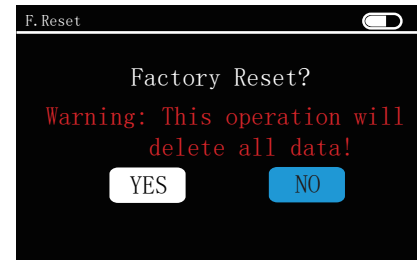 F.Reset
Factory Reset?
Warning: This operation will
delete all data!
YES
NO